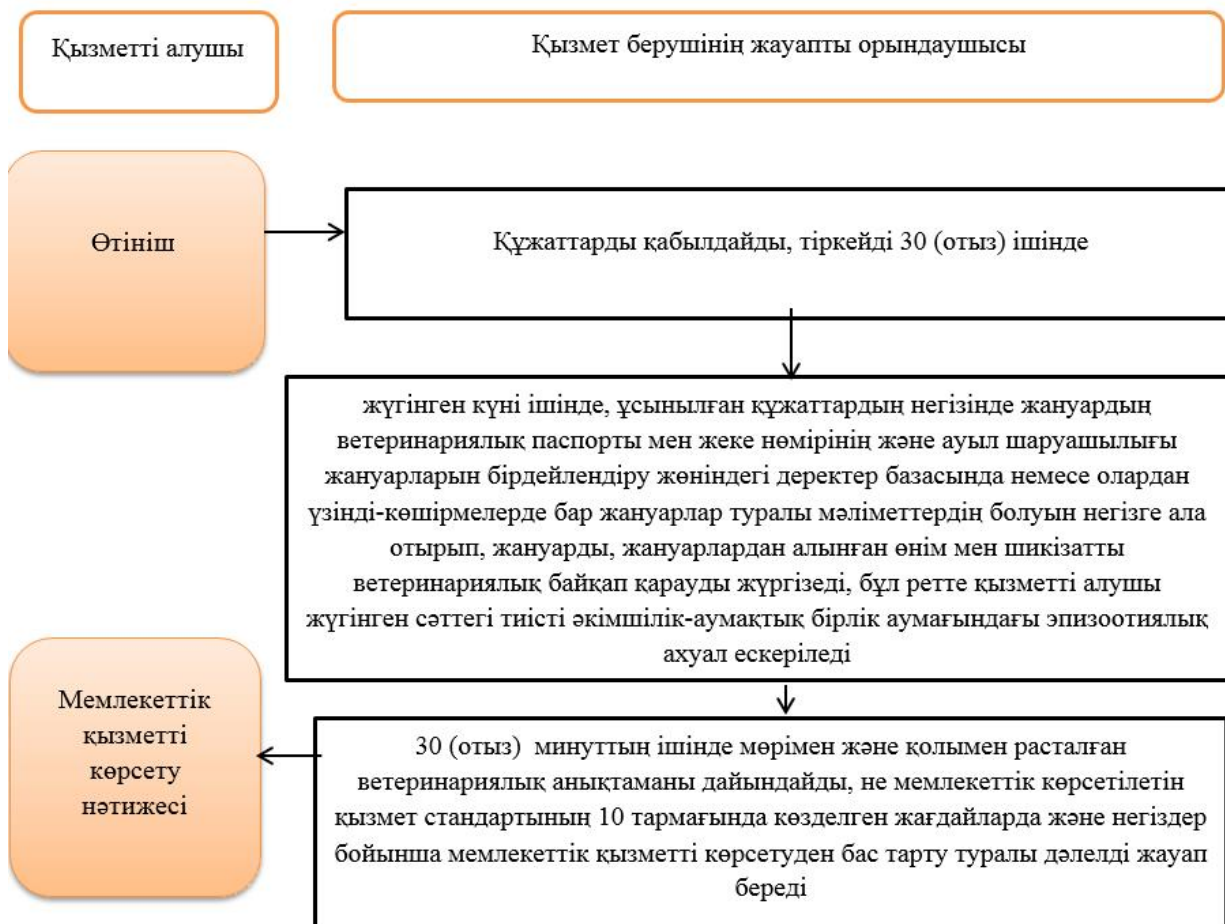 Қызметті алушы
Қызмет берушінің жауапты орындаушысы
Өтініш
Құжаттарды қабылдайды, тіркейді 30 (отыз) ішінде
жүгінген күні ішінде, ұсынылған құжаттардың негізінде жануардың
ветеринариялық паспорты мен жеке нөмірінің және ауыл шаруашылығы
жануарларын бірдейлендіру жөніндегі деректер базасында немесе олардан
үзінді-көшірмелерде бар жануарлар туралы мәліметтердің болуын негізге ала
отырып, жануарды, жануарлардан алынған өнім мен шикізатты
ветеринариялық байқап қарауды жүргізеді, бұл ретте қызметті алушы
жүгінген сәттегі тиісті әкімшілік-аумақтық бірлік аумағындағы эпизоотиялық
ахуал ескеріледі
Мемлекеттік
қызметті
көрсету
нәтижесі
30 (отыз) минуттың ішінде мөрімен және қолымен расталған
ветеринариялық анықтаманы дайындайды, не мемлекеттік көрсетілетін
қызмет стандартының 10 тармағында көзделген жағдайларда және негіздер
бойынша мемлекеттік қызметті көрсетуден бас тарту туралы дәлелді жауап
береді